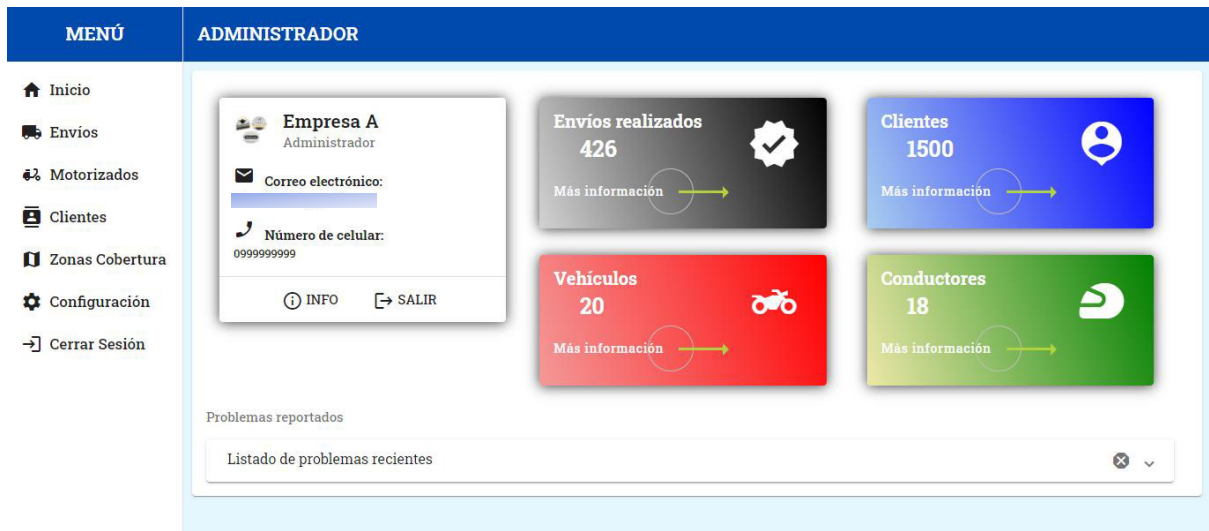 MENÚ
ADMINISTRADOR
Inicio
Envíos
Motorizados
Clientes
Zonas Cobertura
Configuración
Cerrar Sesión
Empresa A
Administrador
Correo electrónico:
Número de celular:
0999999999
INFO
SALIR
Envíos realizados
426
Más información
Clientes
1500
Más información
Vehículos
20
Más información
Conductores
18
Más información
Problemas reportados
Listado de problemas recientes